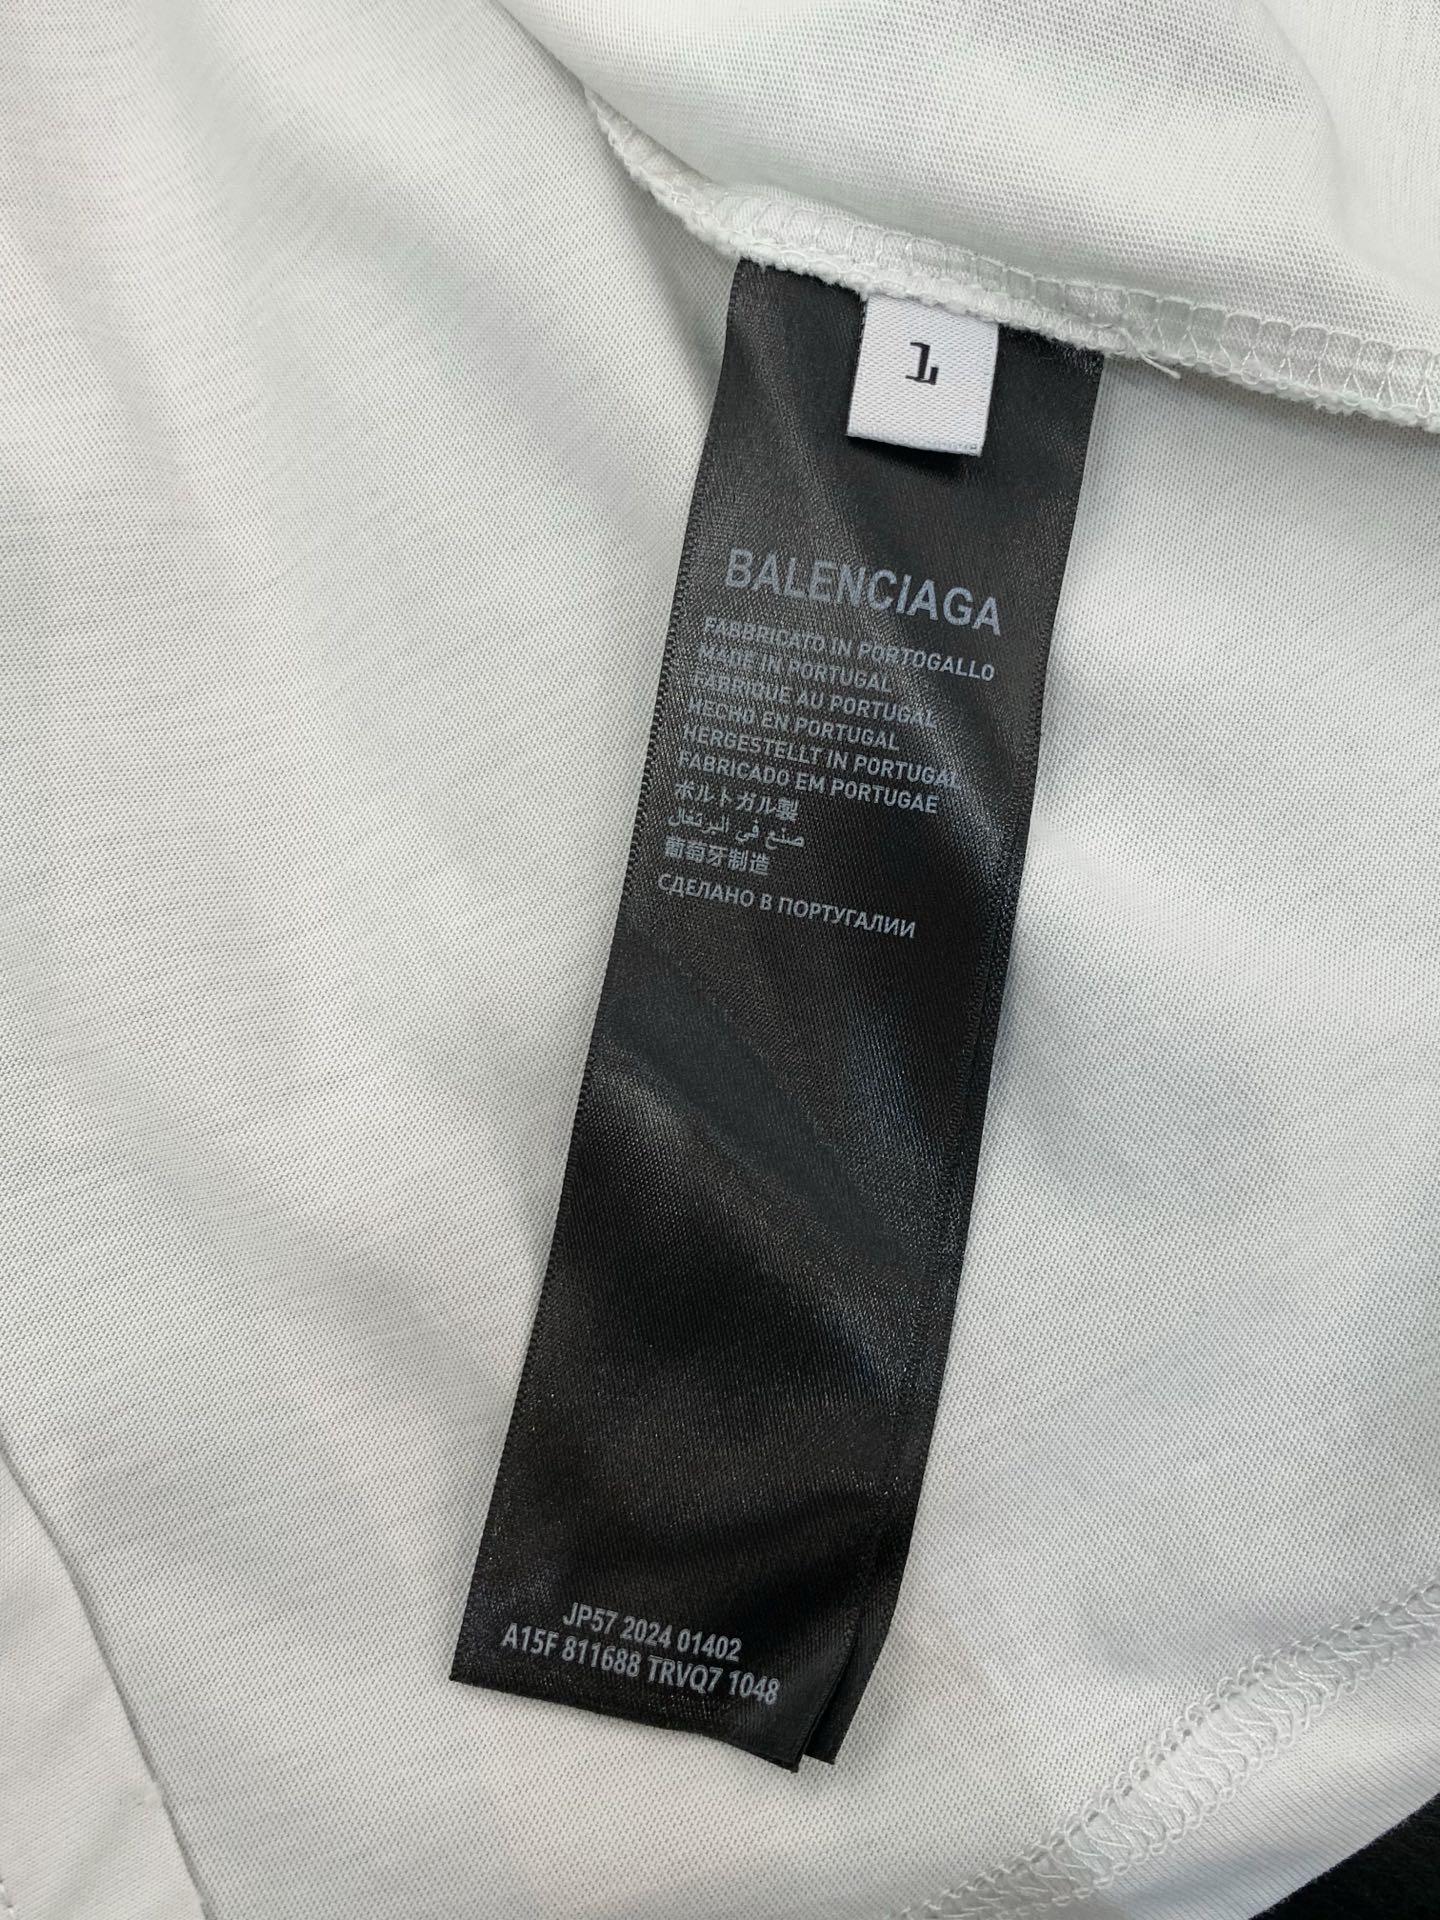 1
BALENCIAGA
FABBRICATO IN PORTOGALLO
MADE IN PORTUGAL
FABRIQUE AU PORTUGAL
HECHO EN PORTUGAL
HERGESTELLT IN PORTUGAL
FABRICADO EM PORTUGAE
ポルトガル製
صنع في البرتغال
葡萄牙制造
СДЕЛАНО В ПОРТУГАЛИИ
JP57 2024 01402
A15F 811688 TRVQ7 1048